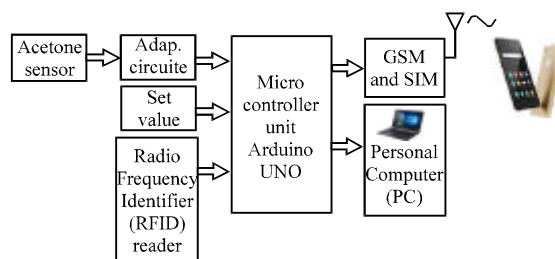 Acetone
sensor
Adap.
circuite
Set
value
Radio
Frequency
Identifier
(RFID)
reader
Micro
controller
unit
Arduino
UNO
GSM
and SIM
Personal
Computer
(PC)